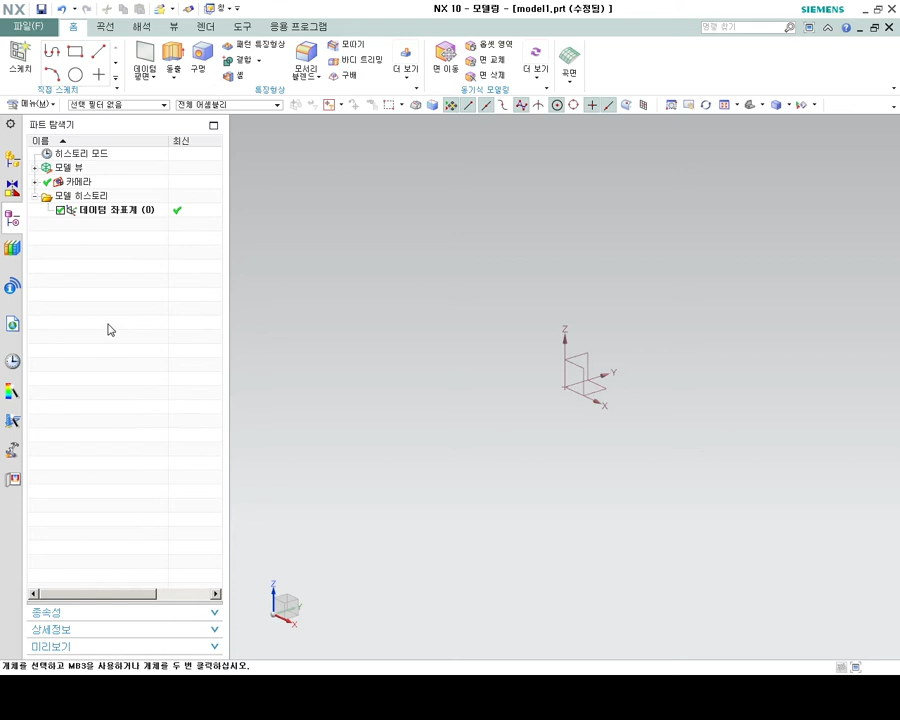 NX 창 NX 10 - 모델링 - [model1.prt (수정됨) ] SIEMENS
파일(F) 홈 곡선 해석 뷰 렌더 도구 응용 프로그램 명령 찾기
스케치 데이텀 평면 돌출 구멍 패턴 특징형상 결합 쉘 모서리 블렌드 모따기 바디 트리밍 구배 더 보기 면 이동 옵셋 영역 면 교체 면 삭제 더 보기 곡면
직접 스케치 특징형상 동기식 모델링
메뉴(M) 선택 필터 없음 전체 어셈블리
파트 탐색기
이름 최신
히스토리 모드
모델 뷰
카메라
모델 히스토리
데이텀 좌표계 (0)
Z
Y
X
Z
Y
X
종속성
상세정보
미리보기
개체를 선택하고 MB3을 사용하거나 개체를 두 번 클릭하십시오.